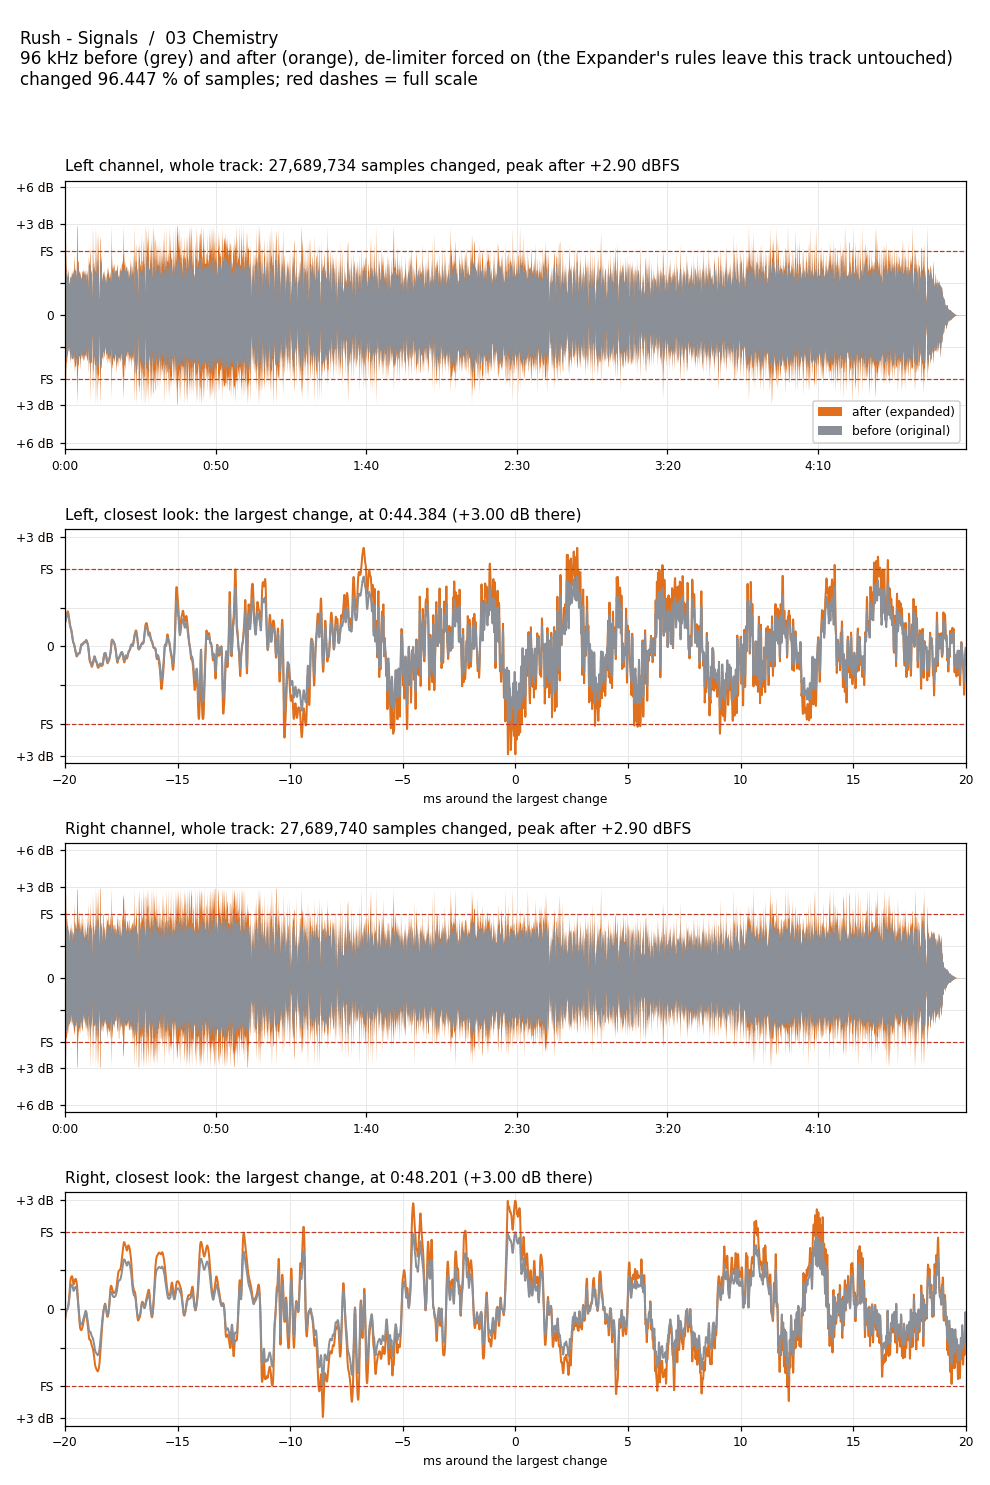 Rush - Signals  /  03 Chemistry
96 kHz before (grey) and after (orange), de-limiter forced on (the Expander's rules leave this track untouched)
changed 96.447 % of samples; red dashes = full scale
Left channel, whole track: 27,689,734 samples changed, peak after +2.90 dBFS
+6 dB
+3 dB
FS
0
FS
+3 dB
+6 dB
after (expanded)
before (original)
0:00 0:50 1:40 2:30 3:20 4:10
Left, closest look: the largest change, at 0:44.384 (+3.00 dB there)
+3 dB
FS
0
FS
+3 dB
−20 −15 −10 −5 0 5 10 15 20
ms around the largest change
Right channel, whole track: 27,689,740 samples changed, peak after +2.90 dBFS
+6 dB
+3 dB
FS
0
FS
+3 dB
+6 dB
0:00 0:50 1:40 2:30 3:20 4:10
Right, closest look: the largest change, at 0:48.201 (+3.00 dB there)
+3 dB
FS
0
FS
+3 dB
−20 −15 −10 −5 0 5 10 15 20
ms around the largest change